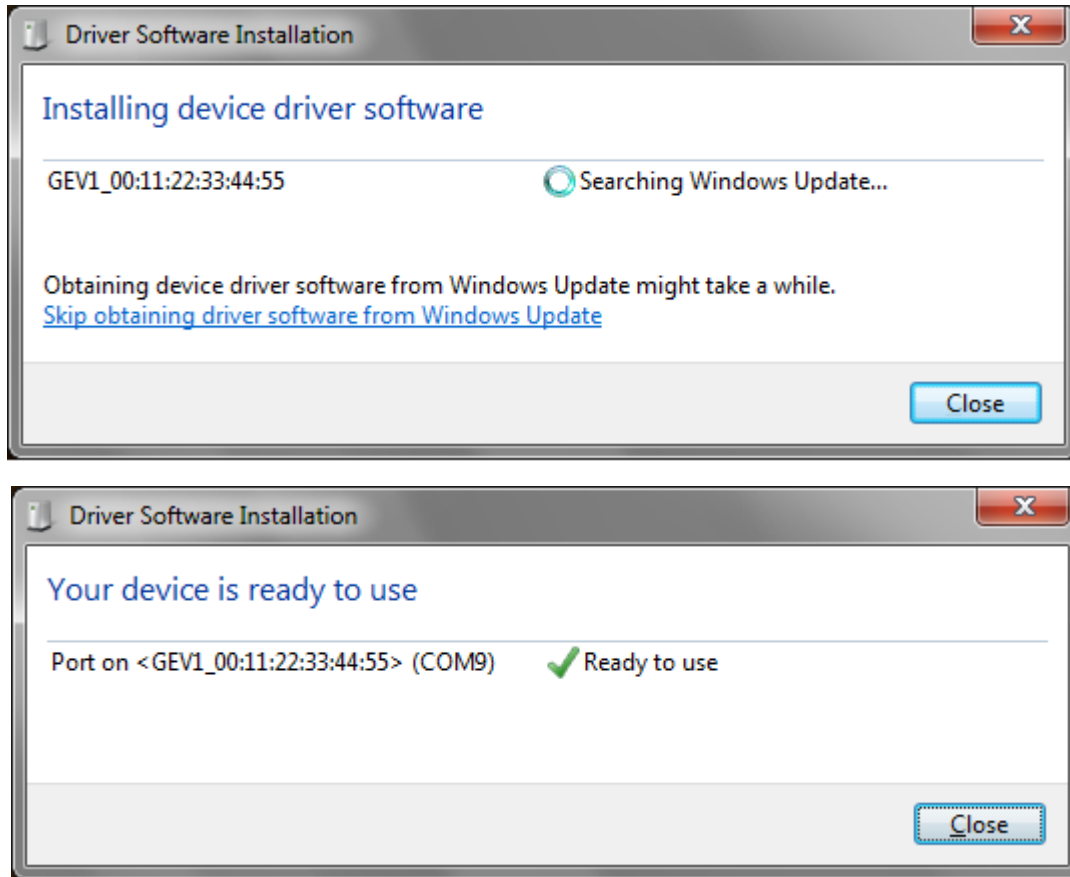 Driver Software Installation
Installing device driver software
GEV1_00:11:22:33:44:55 Searching Windows Update...
Obtaining device driver software from Windows Update might take a while.
Skip obtaining driver software from Windows Update
Close
Driver Software Installation
Your device is ready to use
Port on <GEV1_00:11:22:33:44:55> (COM9) Ready to use
Close